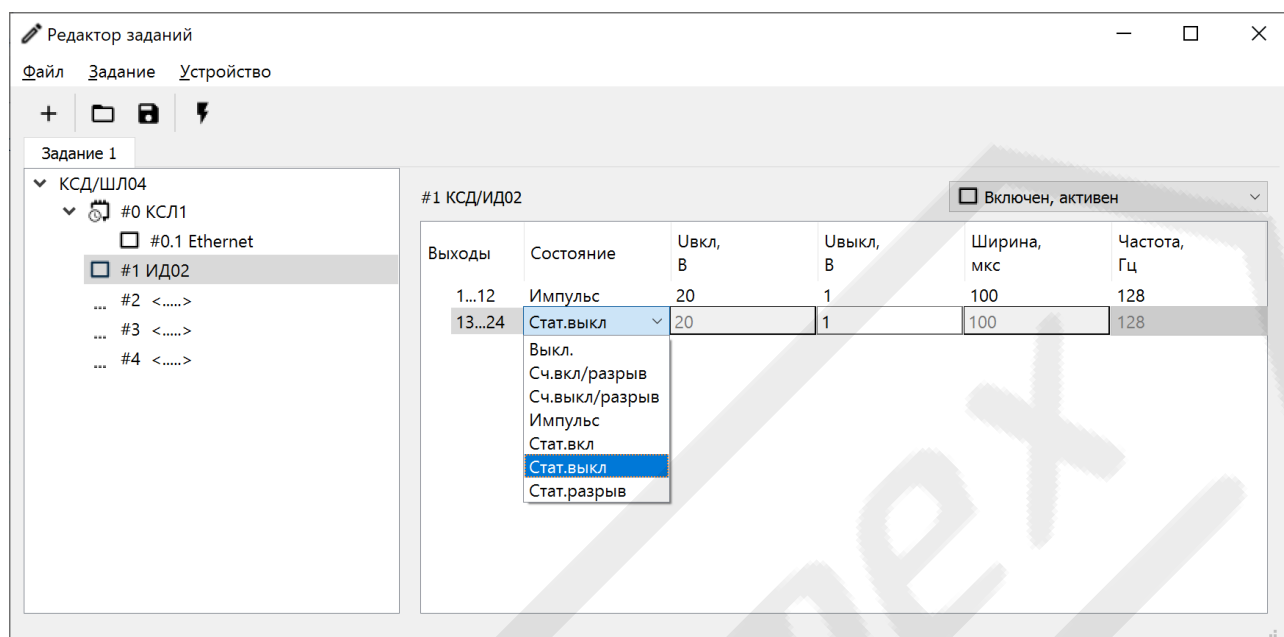 Редактор заданий
Файл Задание Устройство
Задание 1
КСД/ШЛ04
#0 КСЛ1
#0.1 Ethernet
#1 ИД02
... #2 <.....>
... #3 <.....>
... #4 <.....>
#1 КСД/ИД02
Включен, активен
Выходы Состояние Uвкл, В Uвыкл, В Ширина, мкс Частота, Гц
1...12 Импульс 20 1 100 128
13...24 Стат.выкл 20 1 100 128
Выкл.
Сч.вкл/разрыв
Сч.выкл/разрыв
Импульс
Стат.вкл
Стат.выкл
Стат.разрыв